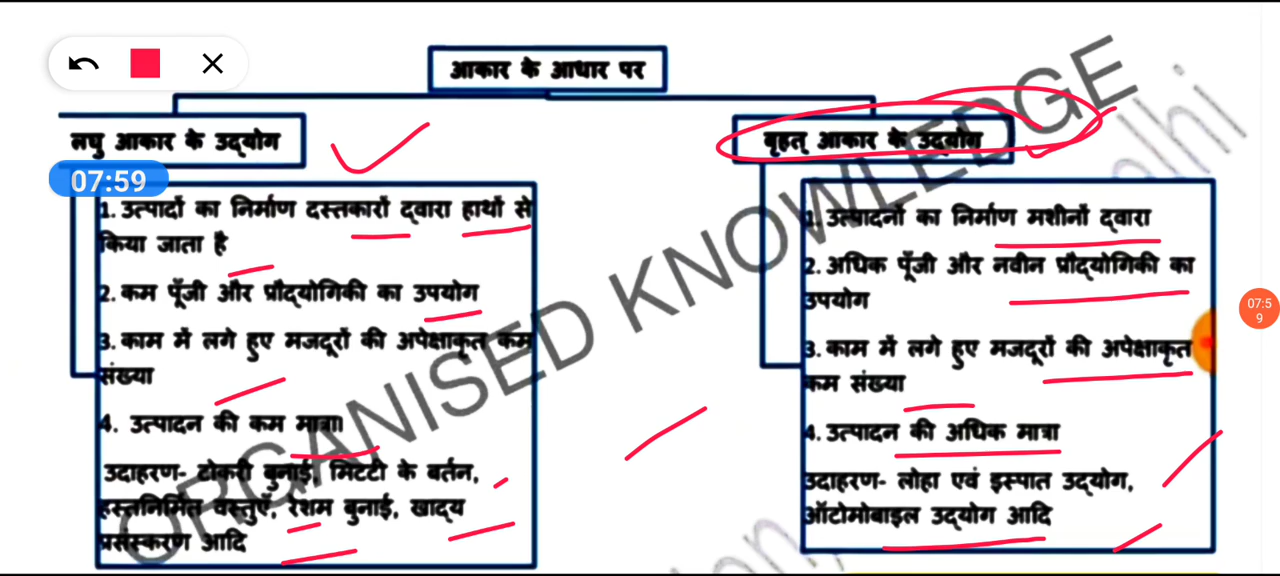 आकार के आधार पर
लघु आकार के उद्योग
07:59
1. उत्पादों का निर्माण दस्तकारों द्वारा हाथों से
किया जाता है
2. कम पूँजी और प्रौद्योगिकी का उपयोग
3. काम में लगे हुए मजदूरों की अपेक्षाकृत कम
संख्या
4. उत्पादन की कम मात्रा
उदाहरण- टोकरी बुनाई, मिटटी के बर्तन,
हस्तनिर्मित वस्तुएँ, रेशम बुनाई, खाद्य
प्रसंस्करण आदि
बृहत् आकार के उद्योग
1. उत्पादनों का निर्माण मशीनों द्वारा
2. अधिक पूँजी और नवीन प्रौद्योगिकी का
उपयोग
3. काम में लगे हुए मजदूरों की अपेक्षाकृत
कम संख्या
4. उत्पादन की अधिक मात्रा
उदाहरण- लोहा एवं इस्पात उद्योग,
ऑटोमोबाइल उद्योग आदि
07:5
9
ORGANISED KNOWLEDGE